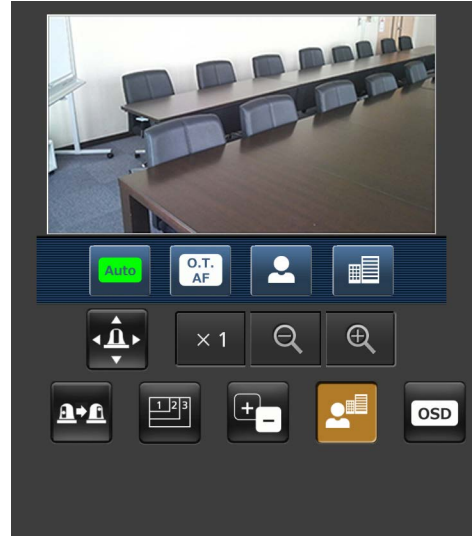 Auto
O.T.
AF
× 1
1 2 3
OSD